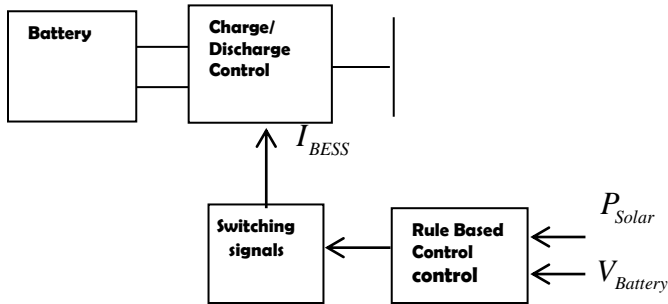 Battery
Charge/
Discharge
Control
I_BESS
Switching
signals
Rule Based
Control
control
P_Solar
V_Battery